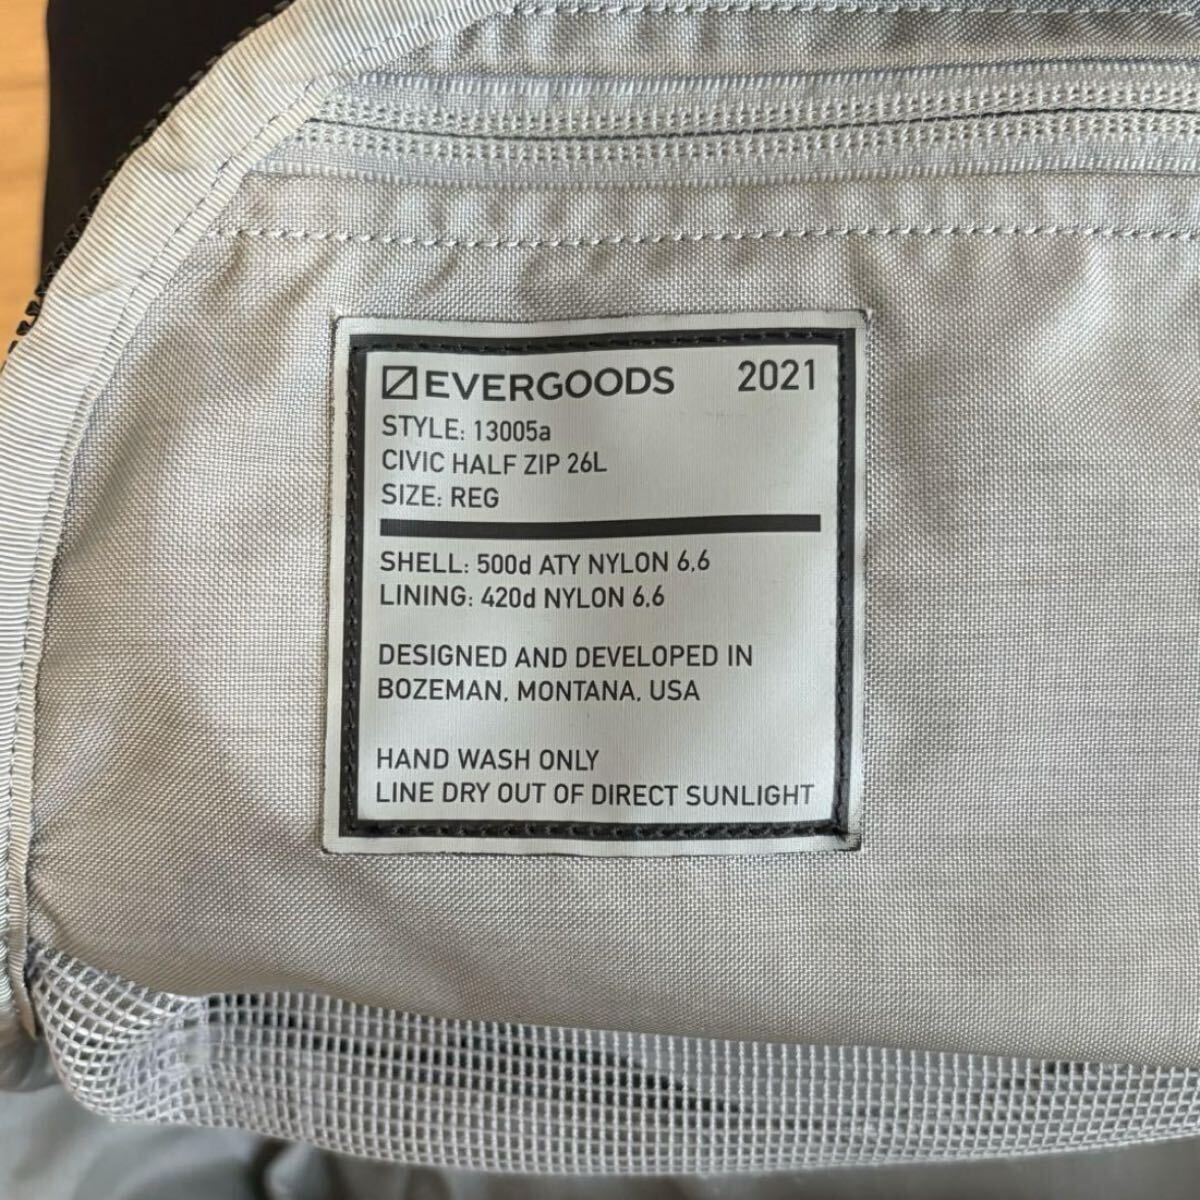 EVERGOODS 2021
STYLE: 13005a
CIVIC HALF ZIP 26L
SIZE: REG
SHELL: 500d ATY NYLON 6,6
LINING: 420d NYLON 6,6
DESIGNED AND DEVELOPED IN
BOZEMAN, MONTANA, USA
HAND WASH ONLY
LINE DRY OUT OF DIRECT SUNLIGHT